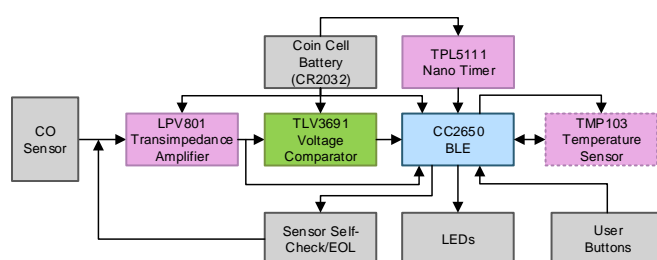 Coin Cell
Battery
(CR2032)
TPL5111
Nano Timer
CO
Sensor
LPV801
Transimpedance
Amplifier
TLV3691
Voltage
Comparator
CC2650
BLE
TMP103
Temperature
Sensor
Sensor Self-
Check/EOL
LEDs
User
Buttons